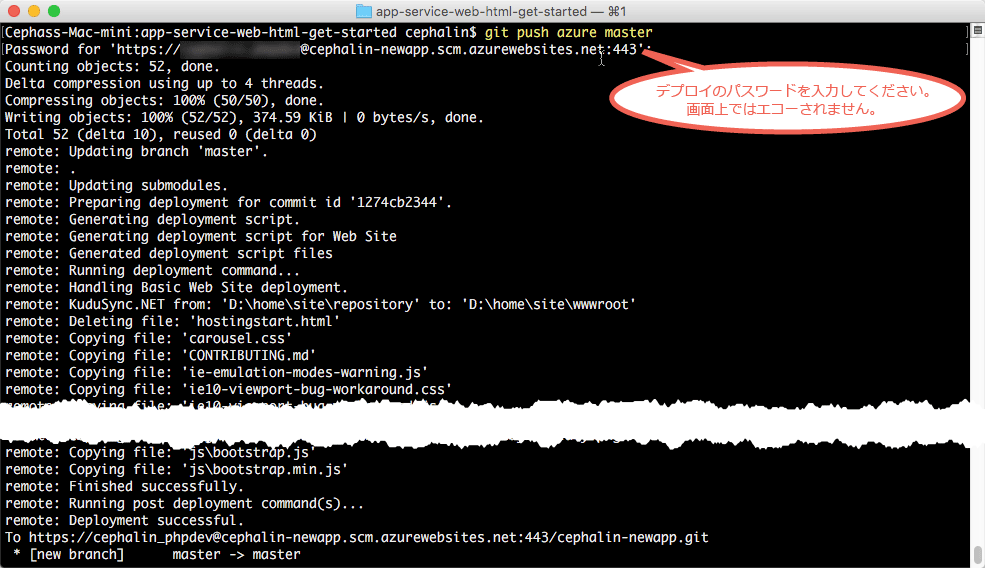 app-service-web-html-get-started — ⌘1
[Cephass-Mac-mini:app-service-web-html-get-started cephalin$ git push azure master ]
[Password for 'https://@cephalin-newapp.scm.azurewebsites.net:443': ]
デプロイのパスワードを入力してください。
画面上ではエコーされません。
Counting objects: 52, done.
Delta compression using up to 4 threads.
Compressing objects: 100% (50/50), done.
Writing objects: 100% (52/52), 374.59 KiB | 0 bytes/s, done.
Total 52 (delta 10), reused 0 (delta 0)
remote: Updating branch 'master'.
remote: .
remote: Updating submodules.
remote: Preparing deployment for commit id '1274cb2344'.
remote: Generating deployment script.
remote: Generating deployment script for Web Site
remote: Generated deployment script files
remote: Running deployment command...
remote: Handling Basic Web Site deployment.
remote: KuduSync.NET from: 'D:\home\site\repository' to: 'D:\home\site\wwwroot'
remote: Deleting file: 'hostingstart.html'
remote: Copying file: 'carousel.css'
remote: Copying file: 'CONTRIBUTING.md'
remote: Copying file: 'ie-emulation-modes-warning.js'
remote: Copying file: 'ie10-viewport-bug-workaround.css'
remote: Copying file: 'ie10-viewport-bug
remote: Copying file: 'js\bootstrap.js'
remote: Copying file: 'js\bootstrap.min.js'
remote: Finished successfully.
remote: Running post deployment command(s)...
remote: Deployment successful.
To https://cephalin_phpdev@cephalin-newapp.scm.azurewebsites.net:443/cephalin-newapp.git
 * [new branch]      master -> master